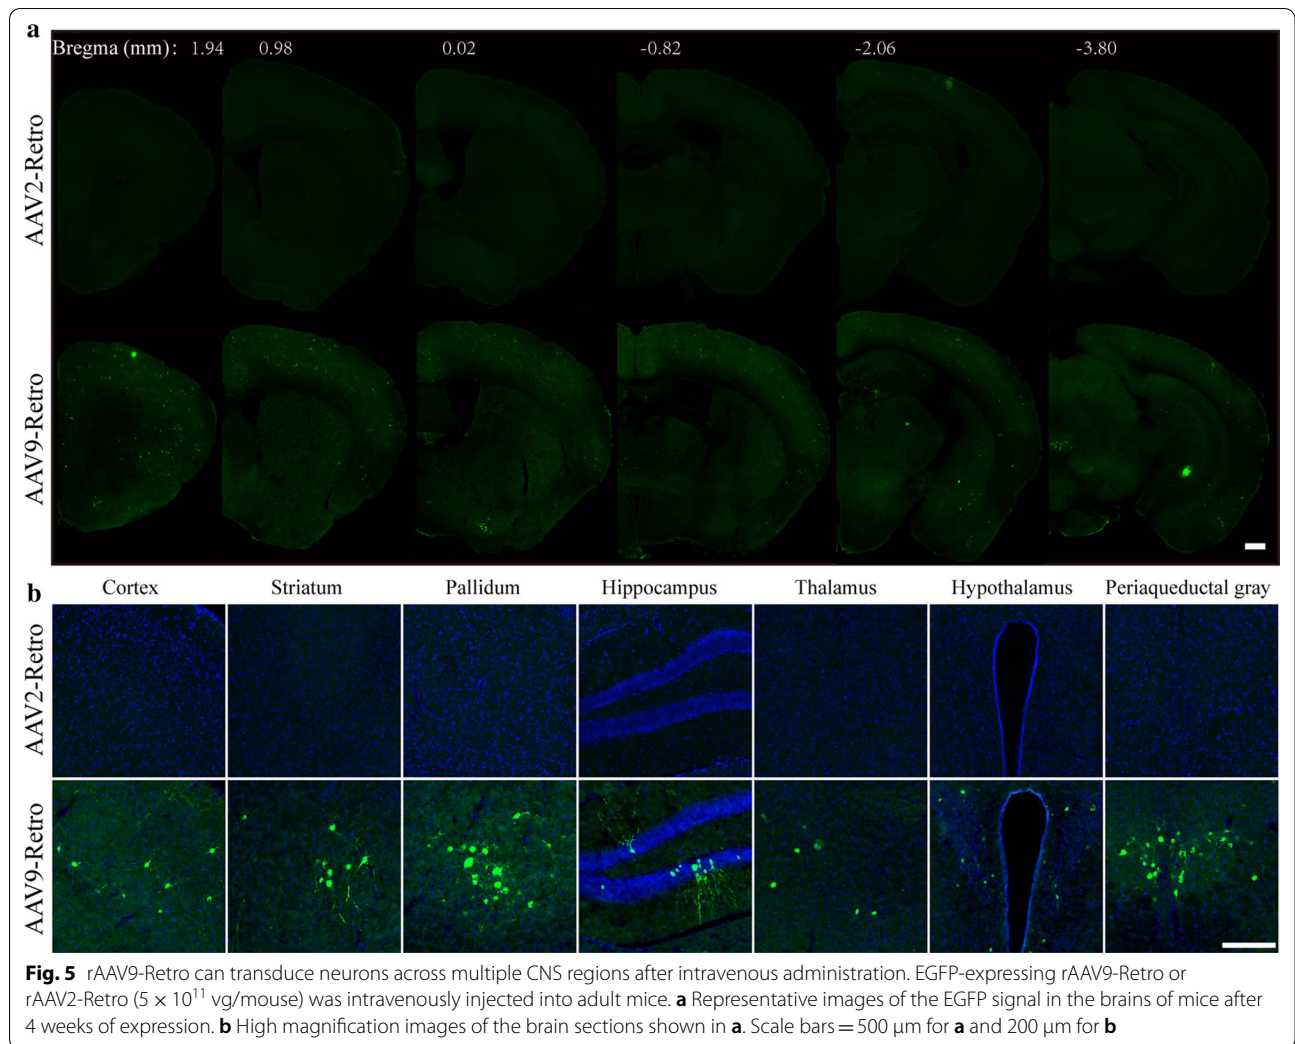 a
Bregma (mm): 1.94 0.98 0.02 -0.82 -2.06 -3.80
AAV2-Retro
AAV9-Retro
b
Cortex Striatum Pallidum Hippocampus Thalamus Hypothalamus Periaqueductal gray
AAV2-Retro
AAV9-Retro
Fig. 5 rAAV9-Retro can transduce neurons across multiple CNS regions after intravenous administration. EGFP-expressing rAAV9-Retro or
rAAV2-Retro (5 × 10¹¹ vg/mouse) was intravenously injected into adult mice. a Representative images of the EGFP signal in the brains of mice after
4 weeks of expression. b High magnification images of the brain sections shown in a. Scale bars = 500 μm for a and 200 μm for b